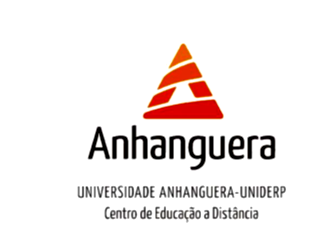 Anhanguera
UNIVERSIDADE ANHANGUERA-UNIDERP
Centro de Educação a Distância